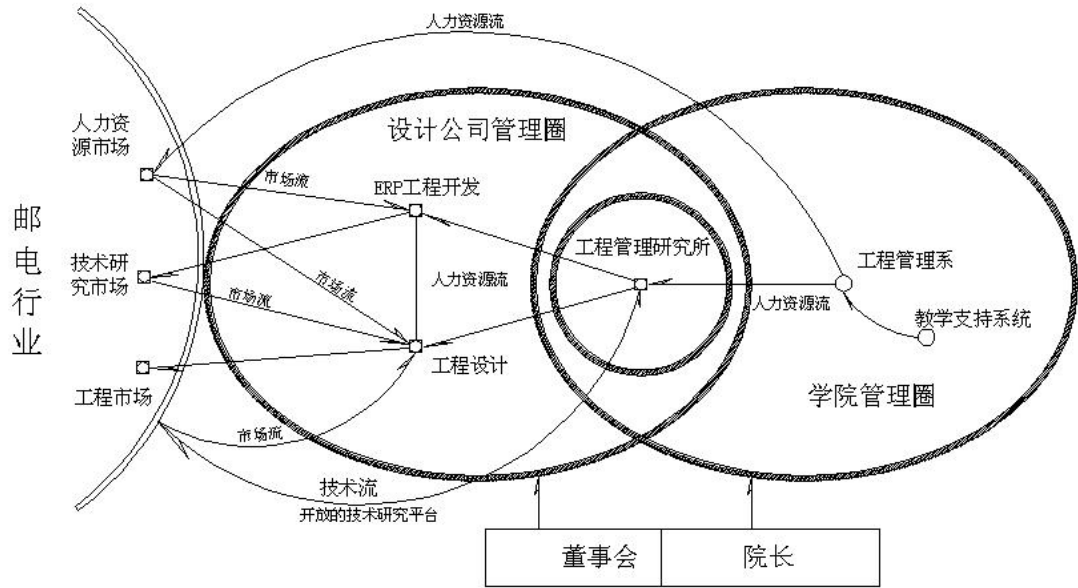 人力资源流
设计公司管理圈
人力资
源市场
市场流
ERP工程开发
邮
电
行
业
技术研
究市场
市场流
市场流
人力资源流
工程管理研究所
人力资源流
工程管理系
教学支持系统
工程市场
工程设计
学院管理圈
市场流
技术流
开放的技术研究平台
董事会
院长